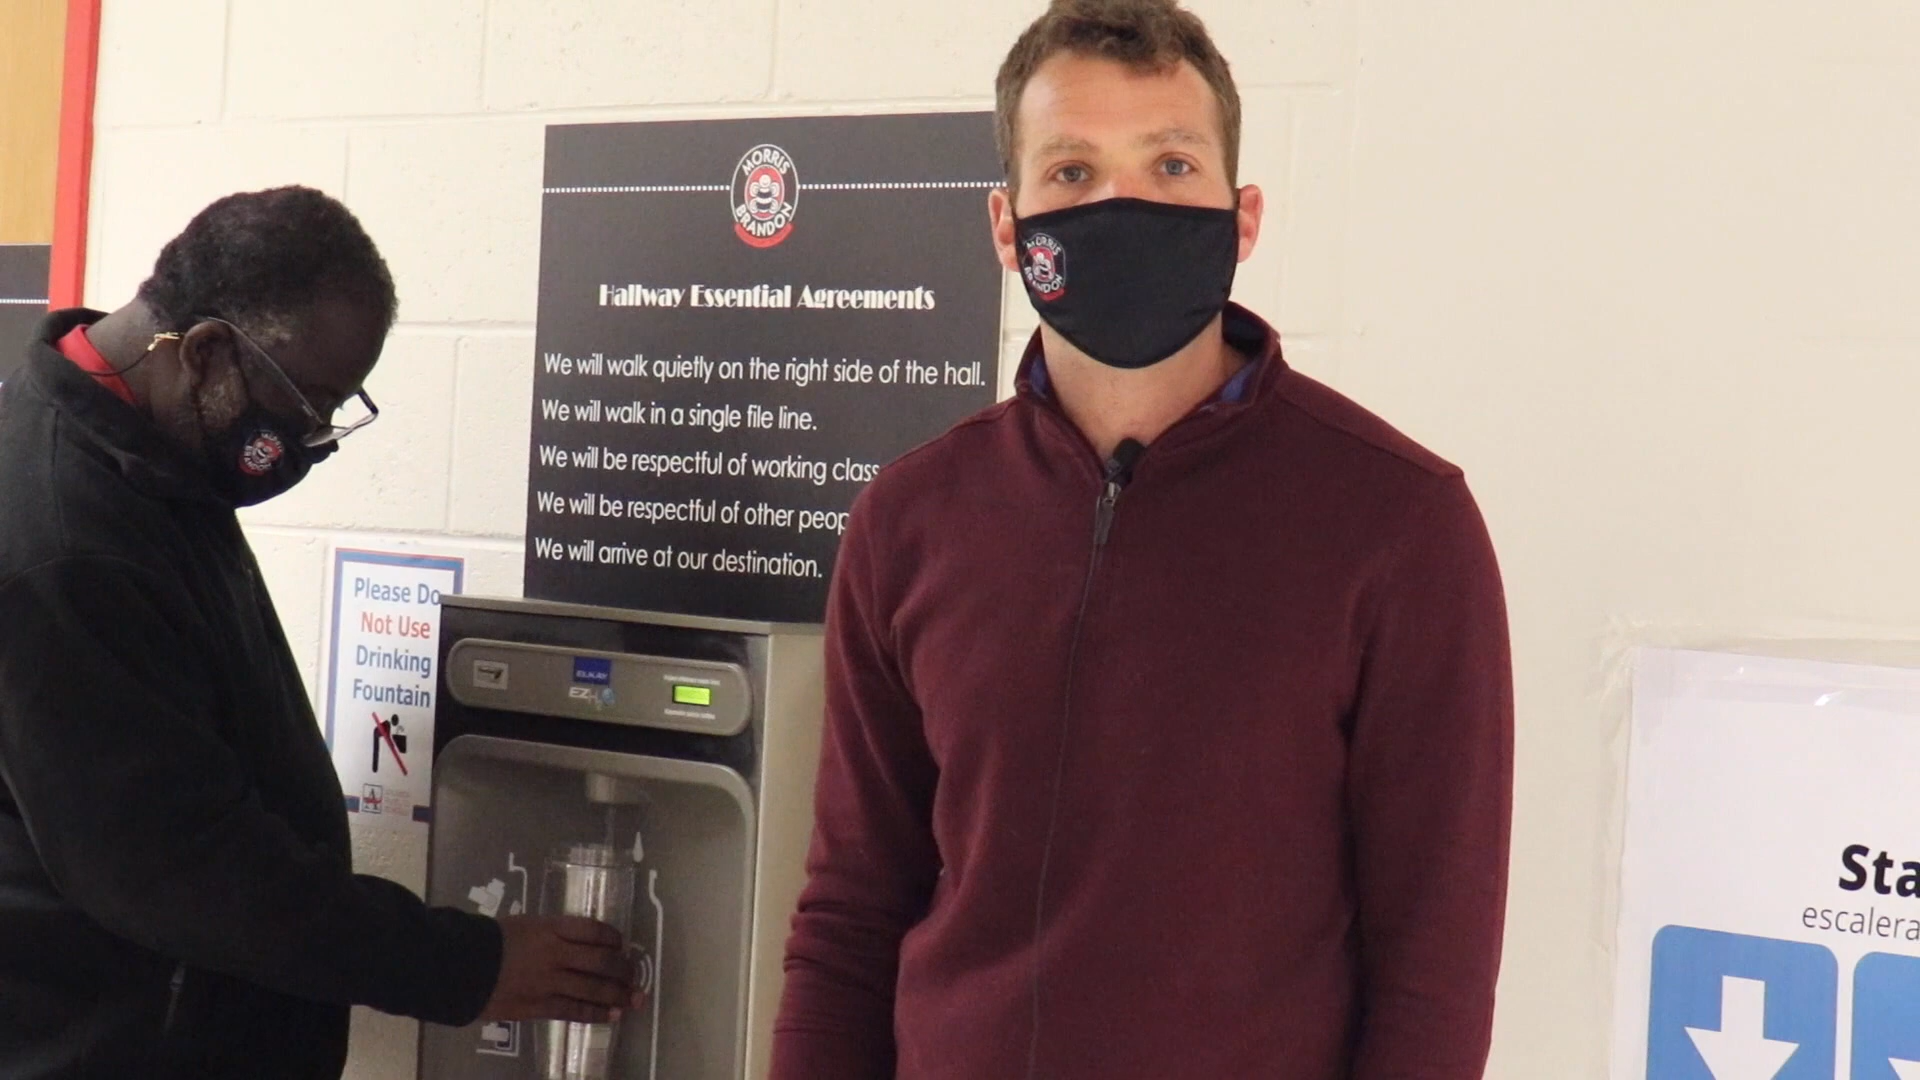 MORRIS
BRANDON
Hallway Essential Agreements
We will walk quietly on the right side of the hall.
We will walk in a single file line.
We will be respectful of working class
We will be respectful of other peop
We will arrive at our destination.
Please Do
Not Use
Drinking
Fountain
ELKAY
EZH2O
MORRIS
BRANDON
Sta
escalera